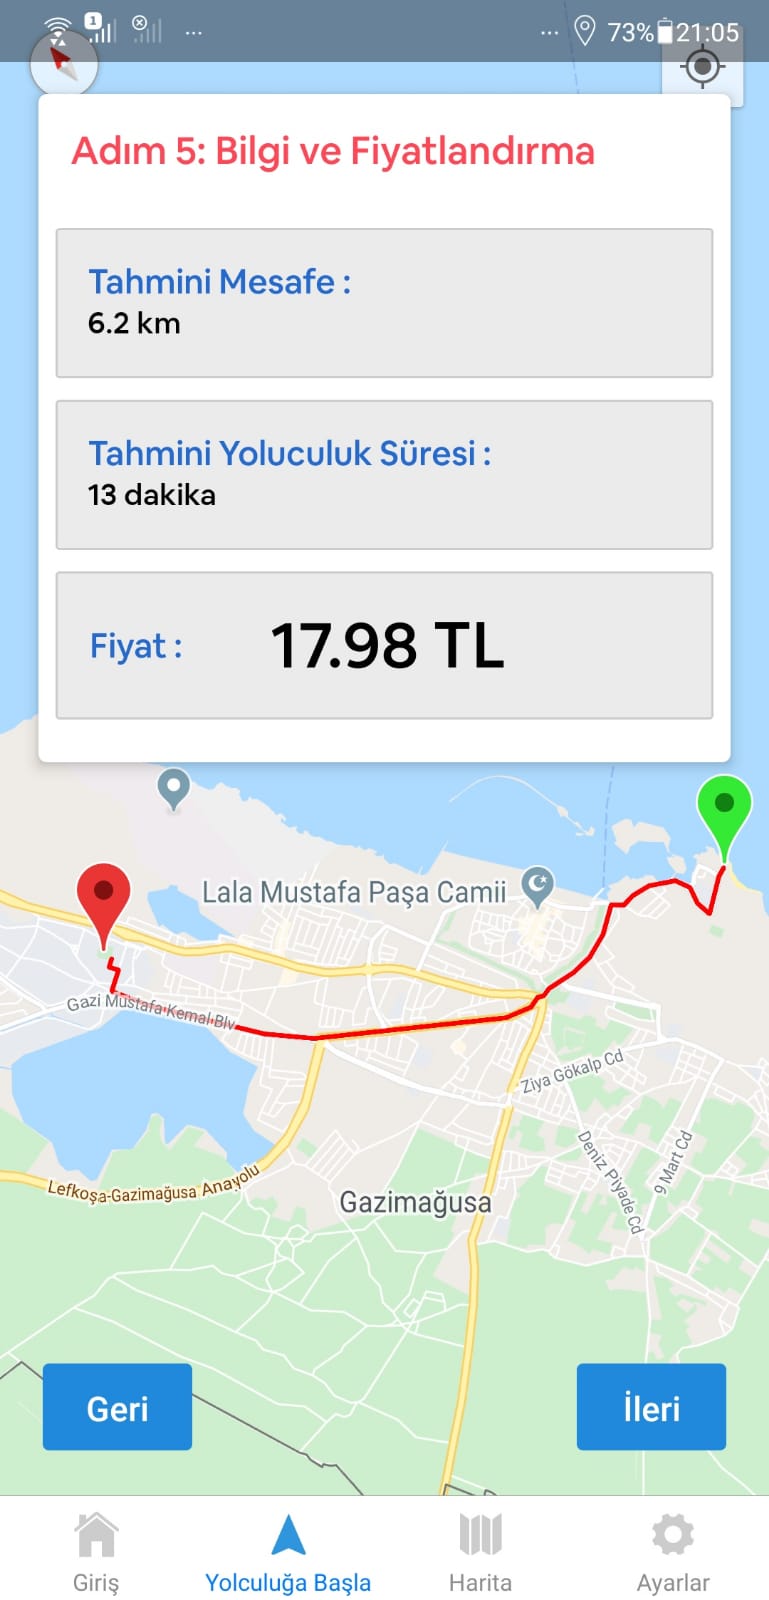 1
...
...
73%
21:05
Adım 5: Bilgi ve Fiyatlandırma
Tahmini Mesafe :
6.2 km
Tahmini Yoluculuk Süresi :
13 dakika
Fiyat :
17.98 TL
Lala Mustafa Paşa Camii
Gazi Mustafa Kemal Blv
Ziya Gökalp Cd
Deniz Piyade Cd
9 Mart Cd
Lefkoşa-Gazimağusa Anayolu
Gazimağusa
Geri
İleri
Giriş
Yolculuğa Başla
Harita
Ayarlar